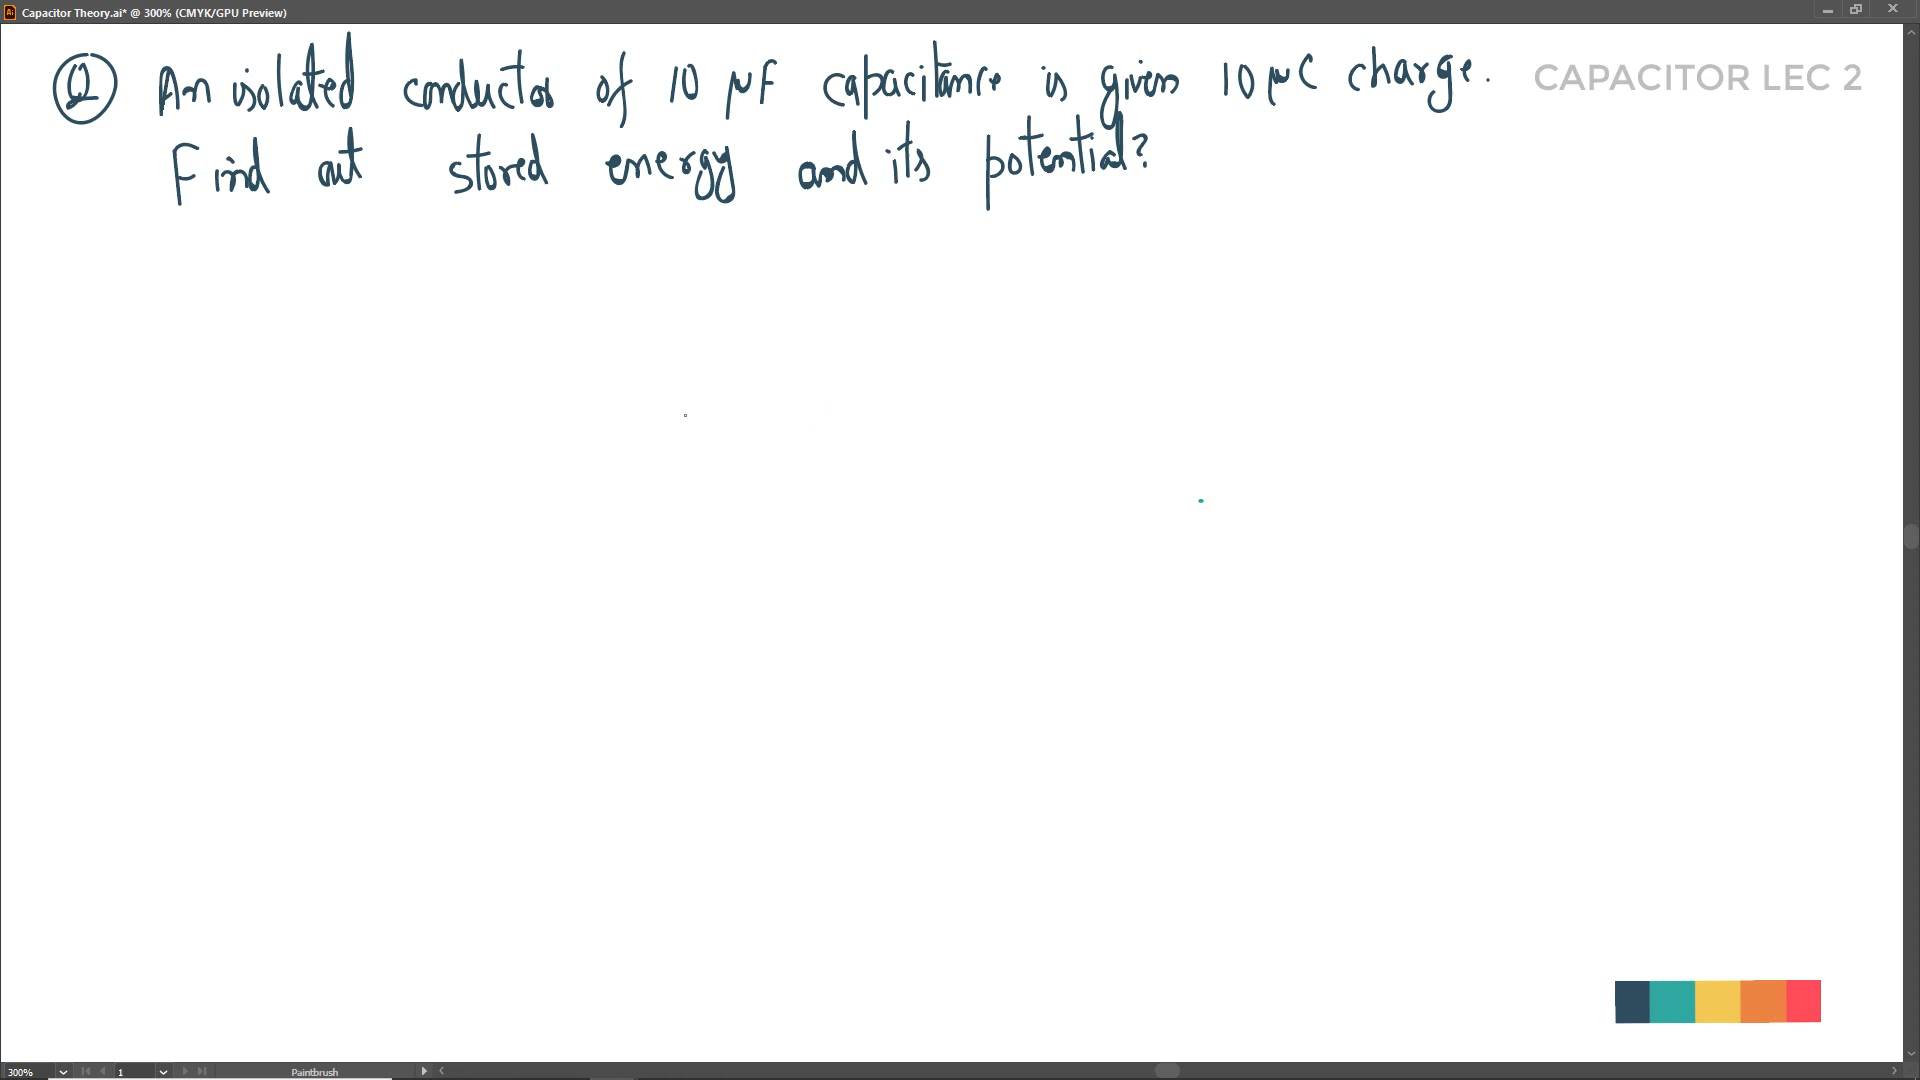 Capacitor Theory.ai* @ 300% (CMYK/GPU Preview)
Q An isolated conductor of 10 μF capacitance is given 10 μC charge.
CAPACITOR LEC 2
Find out stored energy and its potential?
300% 1 Paintbrush